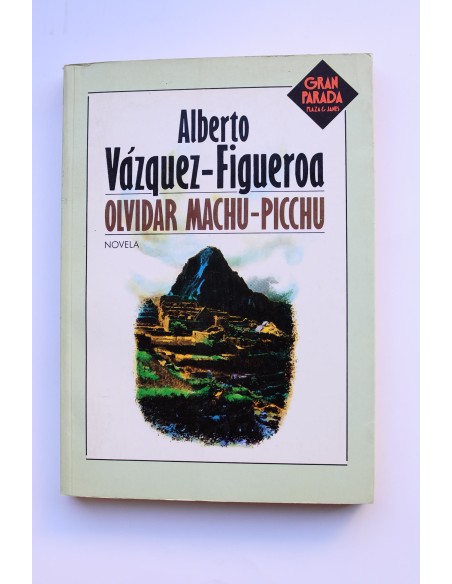 GRAN
PARADA
PLAZA & JANES
Alberto
Vázquez-Figueroa
OLVIDAR MACHU-PICCHU
NOVELA